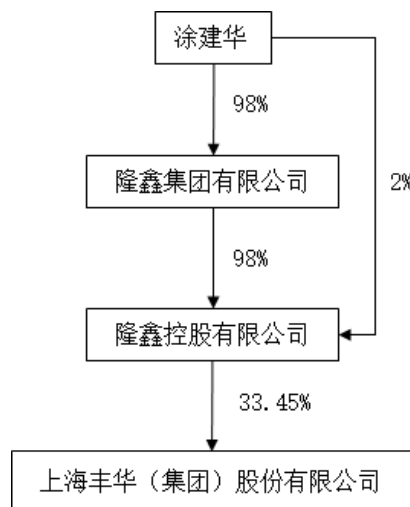 涂建华
98%
隆鑫集团有限公司
2%
98%
隆鑫控股有限公司
33.45%
上海丰华（集团）股份有限公司